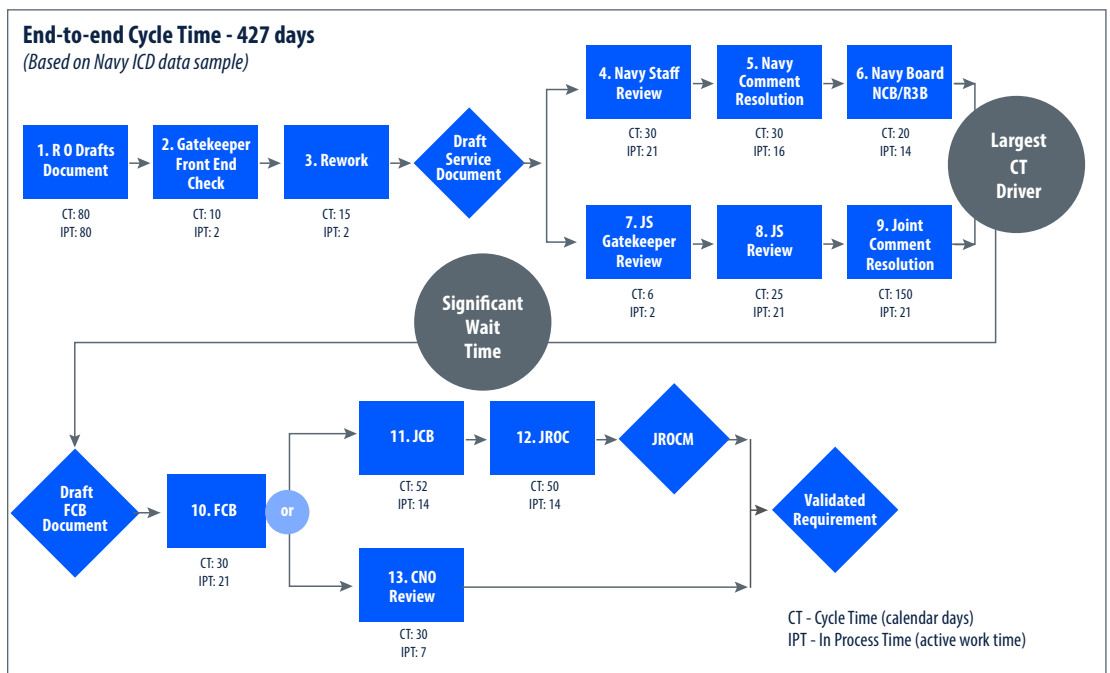 End-to-end Cycle Time - 427 days
(Based on Navy ICD data sample)
1. R O Drafts
Document
CT: 80
IPT: 80
2. Gatekeeper
Front End
Check
CT: 10
IPT: 2
3. Rework
CT: 15
IPT: 2
Draft
Service
Document
4. Navy Staff
Review
CT: 30
IPT: 21
5. Navy
Comment
Resolution
CT: 30
IPT: 16
6. Navy Board
NCB/R3B
CT: 20
IPT: 14
7. JS
Gatekeeper
Review
CT: 6
IPT: 2
8. JS
Review
CT: 25
IPT: 21
9. Joint
Comment
Resolution
CT: 150
IPT: 21
Largest
CT
Driver
Significant
Wait
Time
Draft
FCB
Document
10. FCB
CT: 30
IPT: 21
or
11. JCB
CT: 52
IPT: 14
12. JROC
CT: 50
IPT: 14
JROCM
13. CNO
Review
CT: 30
IPT: 7
Validated
Requirement
CT - Cycle Time (calendar days)
IPT - In Process Time (active work time)